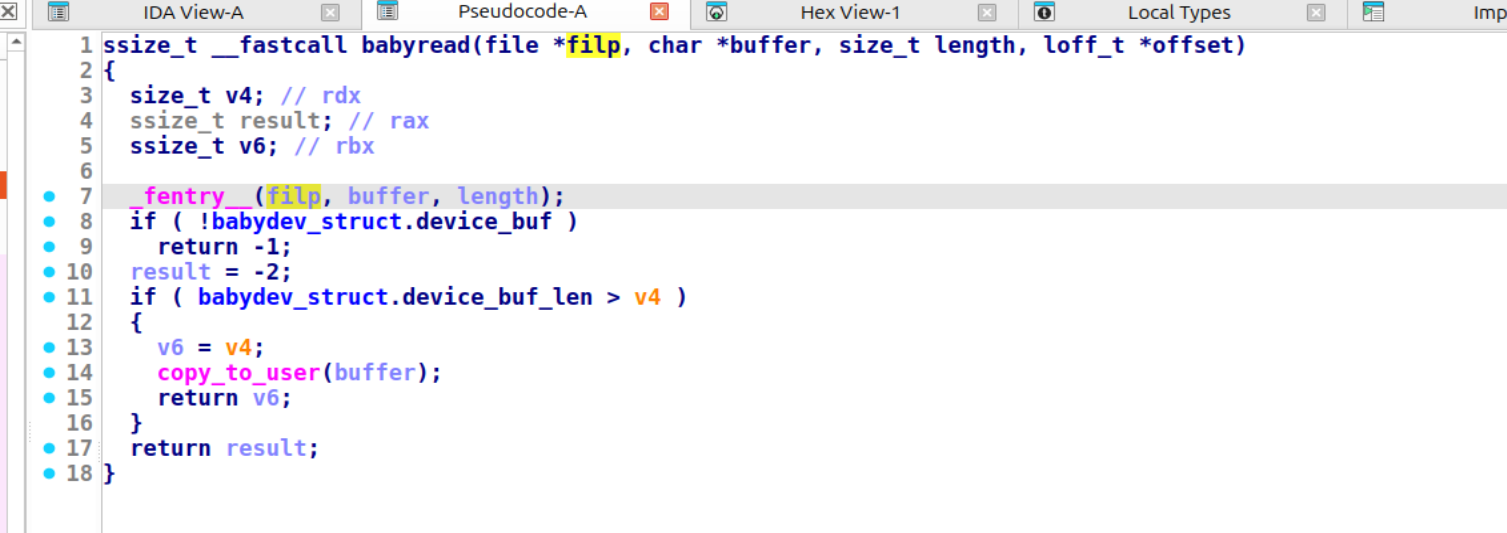 IDA View-A Pseudocode-A Hex View-1 Local Types Imp
1 ssize_t __fastcall babyread(file *filp, char *buffer, size_t length, loff_t *offset)
2 {
3 size_t v4; // rdx
4 ssize_t result; // rax
5 ssize_t v6; // rbx
6
7 _fentry__(filp, buffer, length);
8 if ( !babydev_struct.device_buf )
9 return -1;
10 result = -2;
11 if ( babydev_struct.device_buf_len > v4 )
12 {
13 v6 = v4;
14 copy_to_user(buffer);
15 return v6;
16 }
17 return result;
18 }